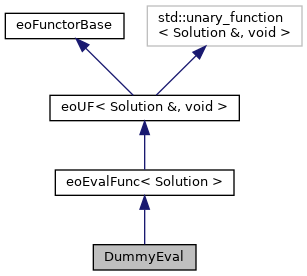 eoFunctorBase
std::unary_function
< Solution &, void >
eoUF< Solution &, void >
eoEvalFunc< Solution >
DummyEval